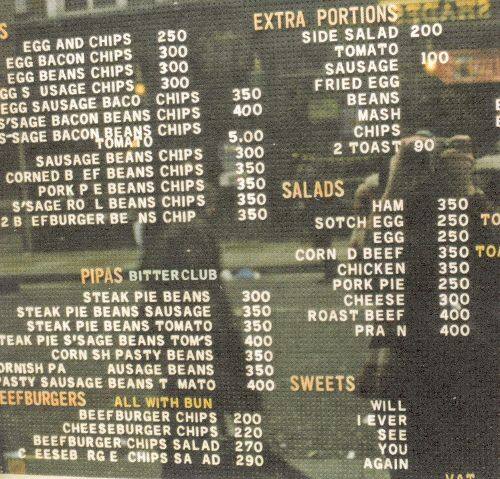 S
EGG AND CHIPS 250
EGG BACON CHIPS 300
EGG BEANS CHIPS 300
GG S USAGE CHIPS 300
EGG SAUSAGE BACO CHIPS 350
S'SAGE BACON BEANS CHIPS 400
S'SAGE BACON BEANS CHIPS
TOMATO 5,00
SAUSAGE BEANS CHIPS 300
CORNED B EF BEANS CHIPS 350
PORK P E BEANS CHIPS 350
S'SAGE RO L BEANS CHIPS 350
2 B EFBURGER BE NS CHIP 350
PIPAS BITTERCLUB
STEAK PIE BEANS 300
STEAK PIE BEANS SAUSAGE 350
STEAK PIE BEANS TOMATO 350
STEAK PIE S'SAGE BEANS TOM'S 400
CORN SH PASTY BEANS 350
ORNISH PA AUSAGE BEANS 350
PASTY SAUSAGE BEANS T MATO 400
EEFBURGERS ALL WITH BUN
BEEFBURGER CHIPS 200
CHEESEBURGER CHIPS 220
BEEFBURGER CHIPS SALAD 270
C EESEB RG E CHIPS SA AD 290
EXTRA PORTIONS
SIDE SALAD 200
TOMATO
SAUSAGE 100
FRIED EGG
BEANS
MASH
CHIPS
2 TOAST 90
SALADS
HAM 350
SOTCH EGG 250 TO
EGG 250
CORN D BEEF 350 TOA
CHICKEN 350
PORK PIE 250
CHEESE 300
ROAST BEEF 400
PRA N 400
SWEETS
WILL
I EVER
SEE
YOU
AGAIN
VAT